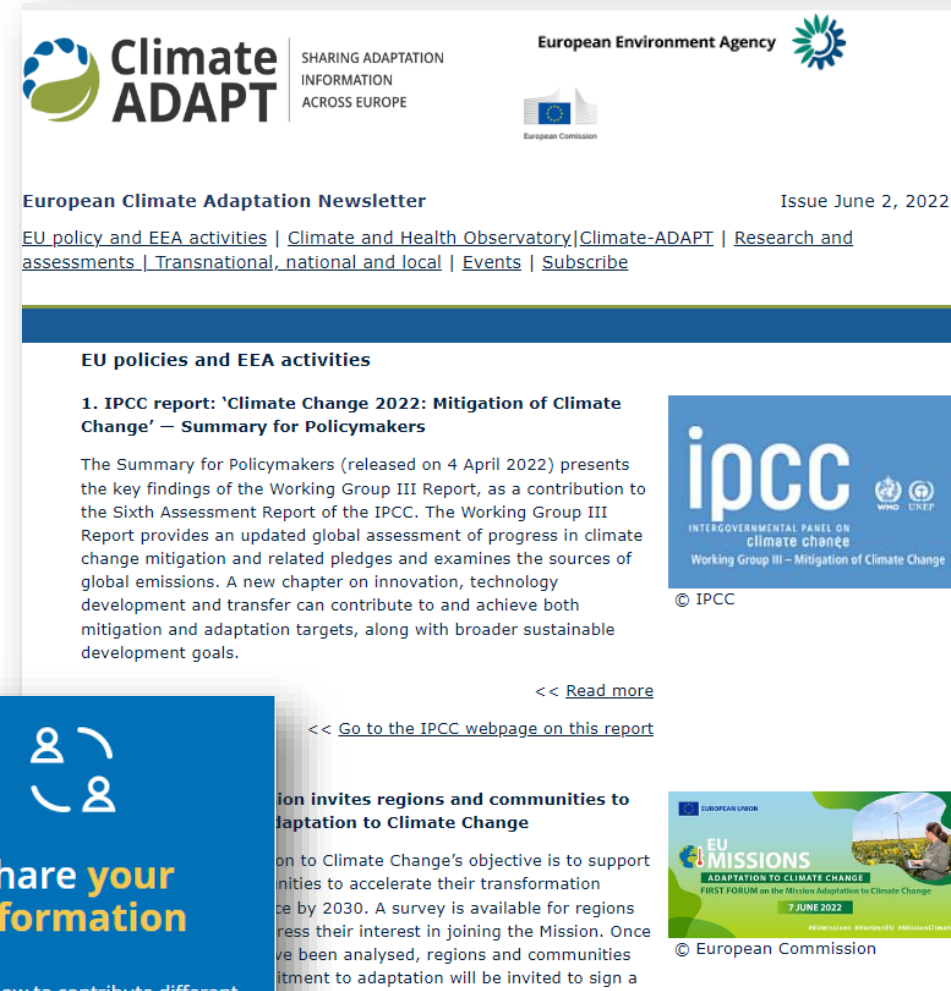 Climate
ADAPT
SHARING ADAPTATION
INFORMATION
ACROSS EUROPE
European Environment Agency
European Comission
European Climate Adaptation Newsletter
Issue June 2, 2022
EU policy and EEA activities | Climate and Health Observatory|Climate-ADAPT | Research and
assessments | Transnational, national and local | Events | Subscribe
EU policies and EEA activities
1. IPCC report: ‘Climate Change 2022: Mitigation of Climate
Change’ — Summary for Policymakers
The Summary for Policymakers (released on 4 April 2022) presents
the key findings of the Working Group III Report, as a contribution to
the Sixth Assessment Report of the IPCC. The Working Group III
Report provides an updated global assessment of progress in climate
change mitigation and related pledges and examines the sources of
global emissions. A new chapter on innovation, technology
development and transfer can contribute to and achieve both
mitigation and adaptation targets, along with broader sustainable
development goals.
<< Read more
<< Go to the IPCC webpage on this report
ipcc
INTERGOVERNMENTAL PANEL ON
climate change
WMO UNEP
Working Group III – Mitigation of Climate Change
© IPCC
hare your
formation
ow to contribute different
ion invites regions and communities to
daptation to Climate Change
on to Climate Change’s objective is to support
nities to accelerate their transformation
ce by 2030. A survey is available for regions
ress their interest in joining the Mission. Once
ve been analysed, regions and communities
itment to adaptation will be invited to sign a
EUROPEAN UNION
EU
MISSIONS
ADAPTATION TO CLIMATE CHANGE
FIRST FORUM on the Mission Adaptation to Climate Change
7 JUNE 2022
#EUmissions #HorizonEU #MissionClimat
© European Commission